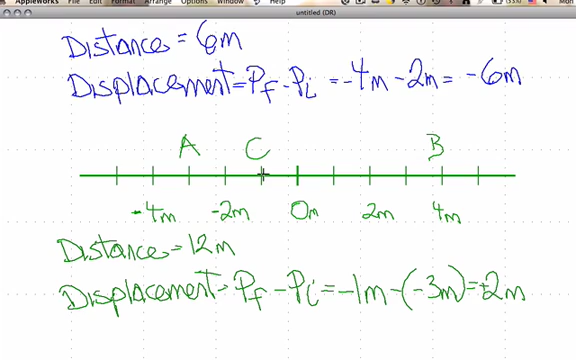 AppleWorks File Edit Format Arrange Options Window Help
untitled (DR)
Distance = 6m
Displacement = Pf - Pi = -4m - 2m = -6m
A C B
-4m -2m 0m 2m 4m
Distance = 12m
Displacement = Pf - Pi = -1m - (-3m) = +2m